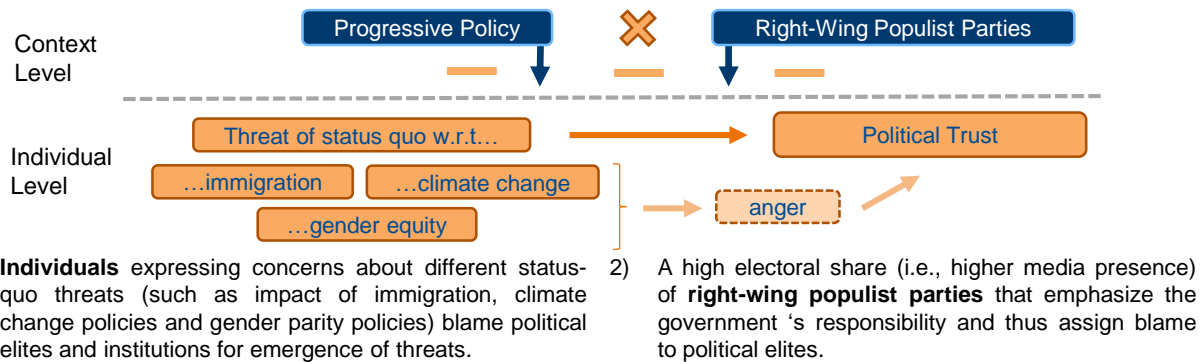 Progressive Policy
Right-Wing Populist Parties
Context
Level
Threat of status quo w.r.t…
Political Trust
Individual
Level
…immigration
…climate change
anger
…gender equity
Individuals expressing concerns about different status-
quo threats (such as impact of immigration, climate
change policies and gender parity policies) blame political
elites and institutions for emergence of threats.
2) A high electoral share (i.e., higher media presence)
of right-wing populist parties that emphasize the
government ‘s responsibility and thus assign blame
to political elites.